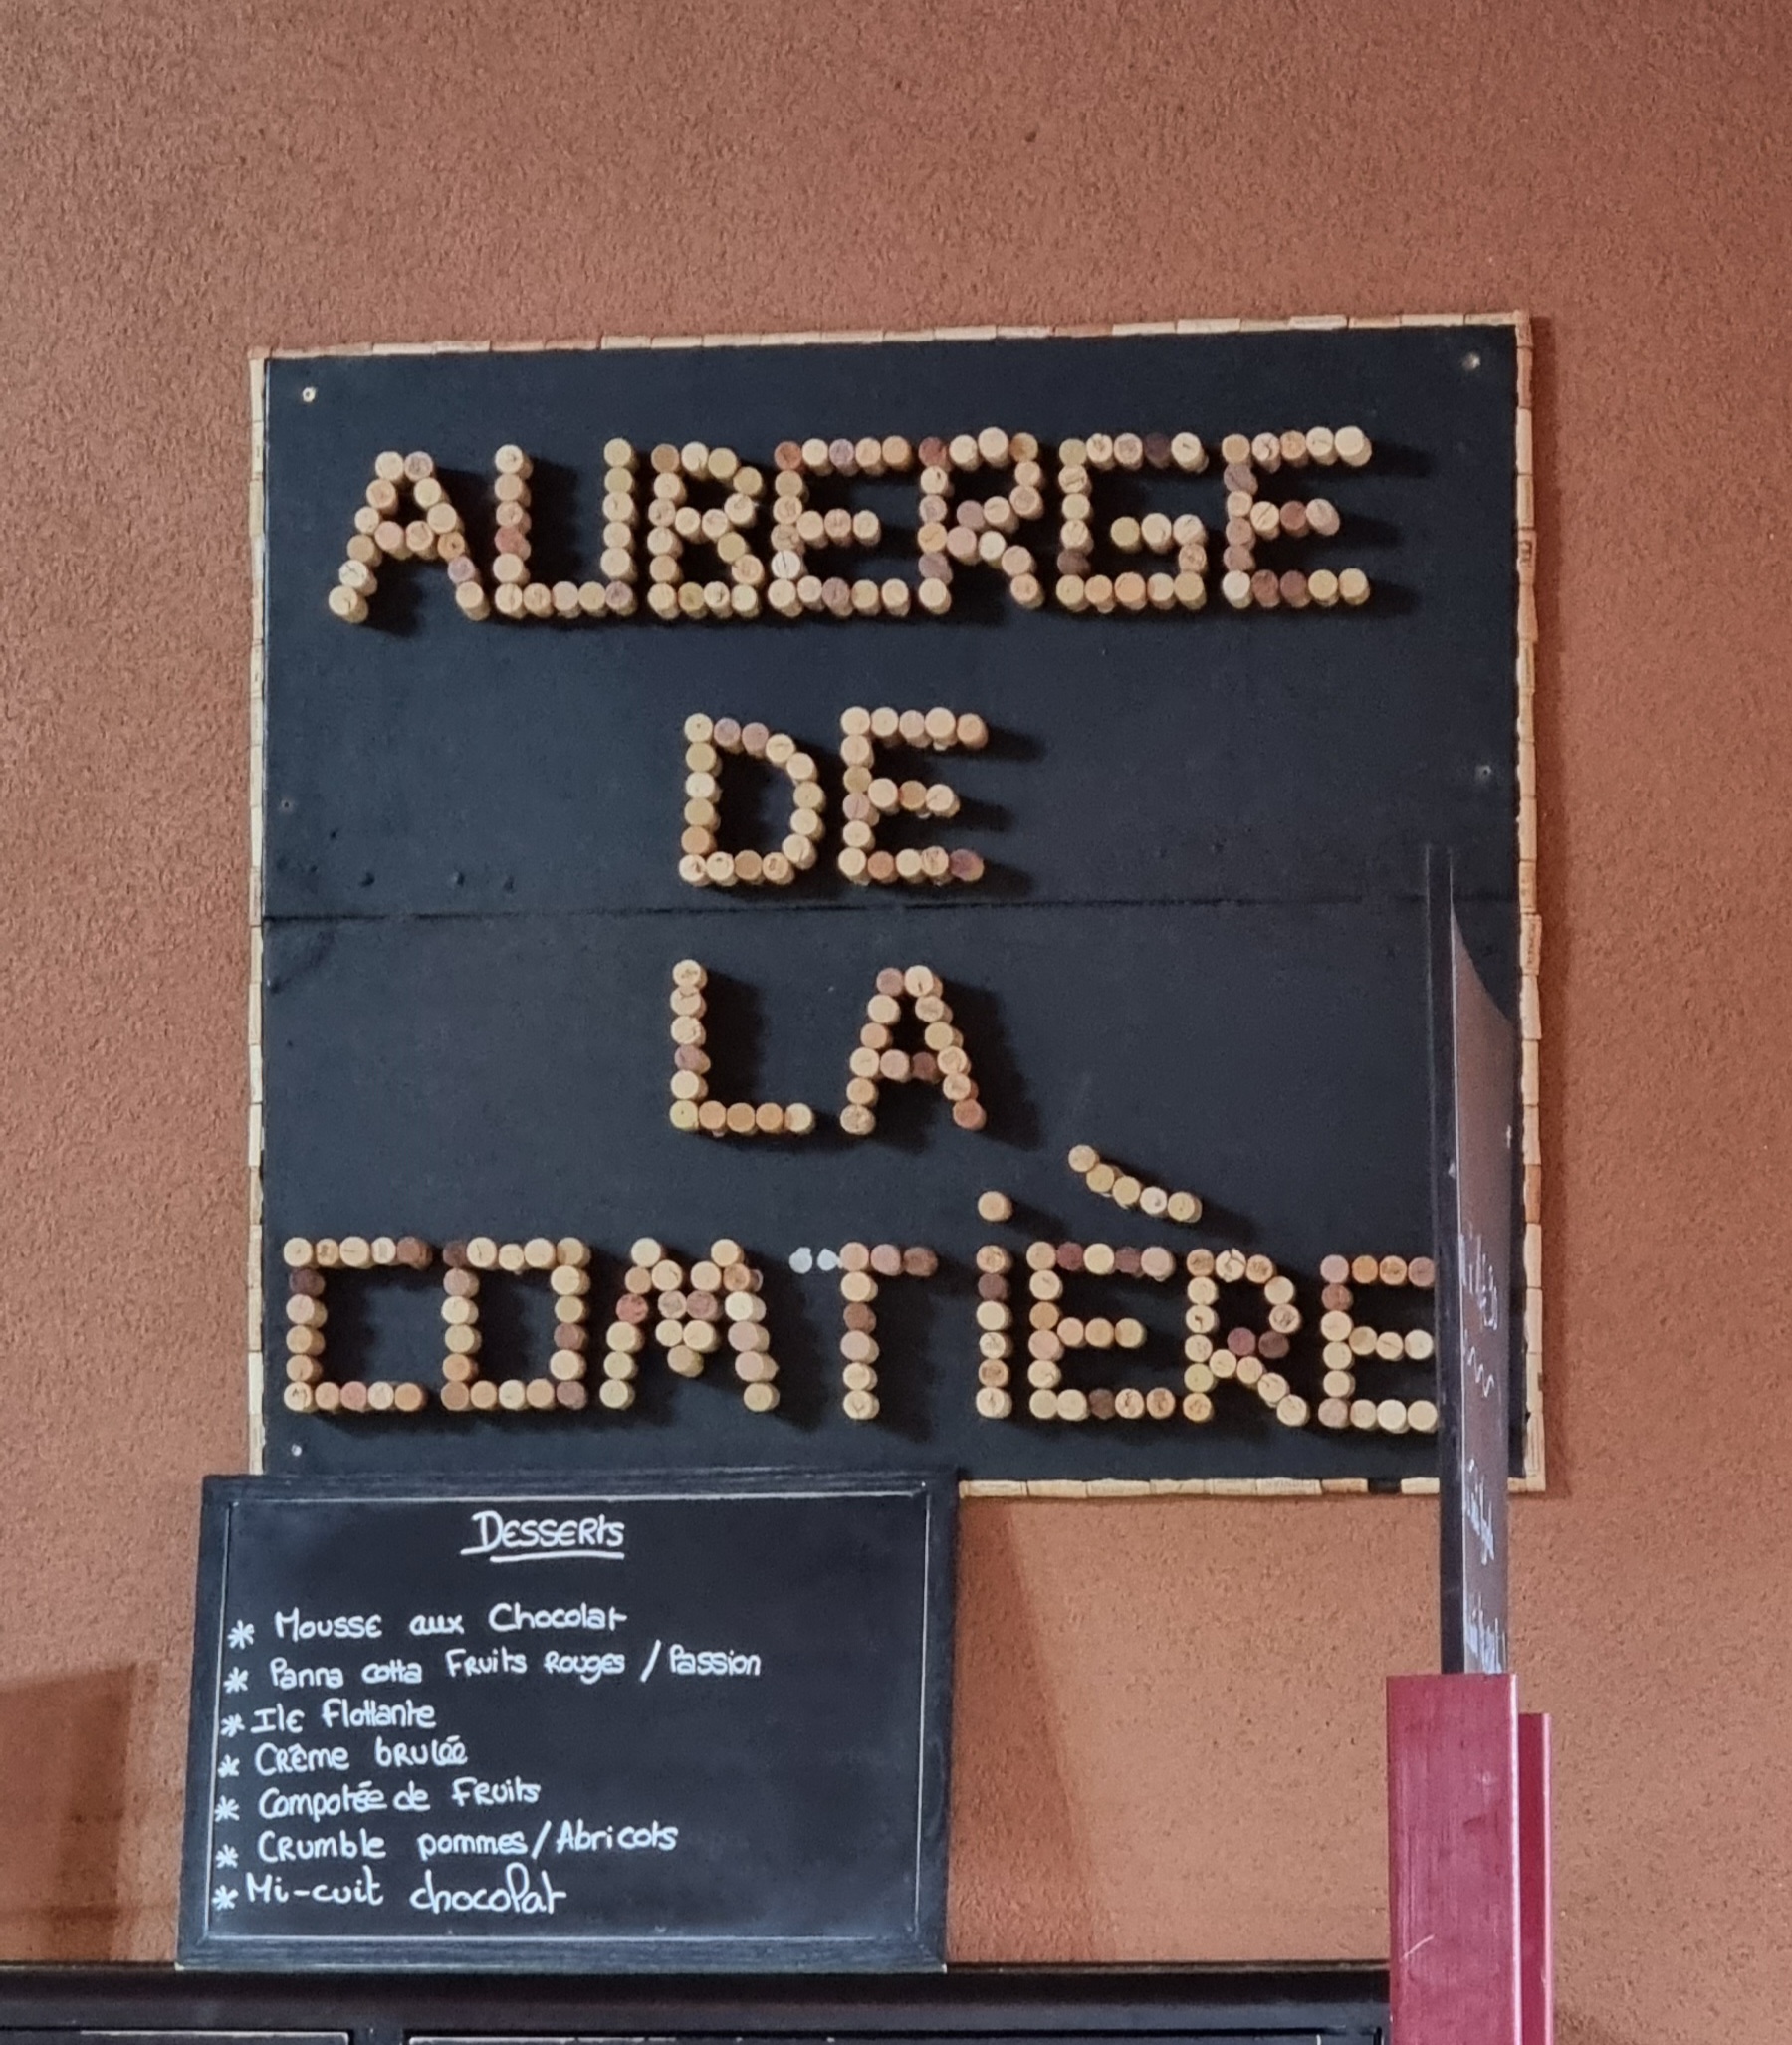 AUBERGE
DE
LA
COMTIÈRE
DESSERTS
* Mousse aux Chocolat
* Panna cotta Fruits Rouges / Passion
* Ile Flottante
* Crême brulée
* Compotée de Fruits
* Crumble pommes/Abricots
* Mi-cuit chocolat